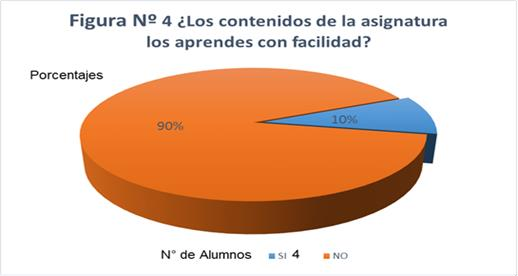 Figura Nº 4 ¿Los contenidos de la asignatura
los aprendes con facilidad?
Porcentajes
90%
10%
N° de Alumnos SI 4 NO